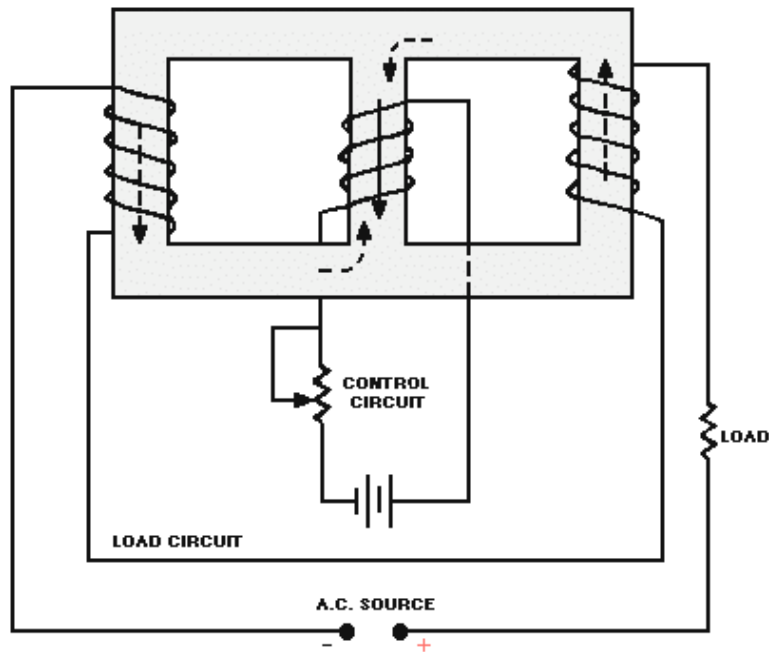 CONTROL
CIRCUIT
LOAD
LOAD CIRCUIT
A.C. SOURCE
- +